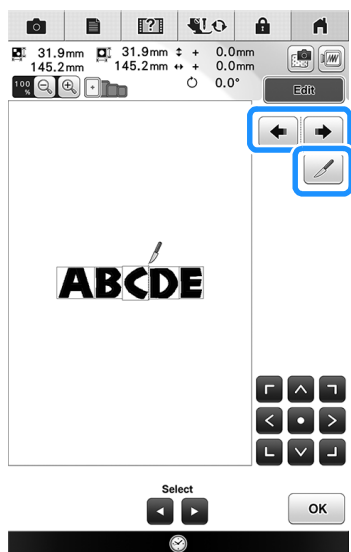 31.9mm 31.9mm + 0.0mm
145.2mm 145.2mm + 0.0mm
100 % 0.0°
Edit
ABCDE
Select
OK